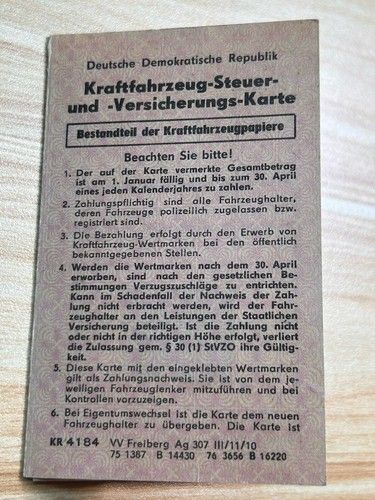 Deutsche Demokratische Republik
Kraftfahrzeug-Steuer-
und -Versicherungs-Karte
Bestandteil der Kraftfahrzeugpapiere
Beachten Sie bitte!
1. Der auf der Karte vermerkte Gesamtbetrag
ist am 1. Januar fällig und bis zum 30. April
eines jeden Kalenderjahres zu zahlen.
2. Zahlungspflichtig sind alle Fahrzeughalter,
deren Fahrzeuge polizeilich zugelassen bzw.
registriert sind.
3. Die Bezahlung erfolgt durch den Erwerb von
Kraftfahrzeug-Wertmarken bei den öffentlich
bekanntgegebenen Stellen.
4. Werden die Wertmarken nach dem 30. April
erworben, sind nach den gesetzlichen Be-
stimmungen Verzugszuschläge zu entrichten.
Kann im Schadenfall der Nachweis der Zah-
lung nicht erbracht werden, wird der Fahr-
zeughalter an den Leistungen der Staatlichen
Versicherung beteiligt. Ist die Zahlung nicht
oder nicht in der richtigen Höhe erfolgt, verliert
die Zulassung gem. § 30 (1) StVZO ihre Gültig-
keit.
5. Diese Karte mit den eingeklebten Wertmarken
gilt als Zahlungsnachweis. Sie ist von dem je-
weiligen Fahrzeuglenker mitzuführen und bei
Kontrollen vorzuzeigen.
6. Bei Eigentumswechsel ist die Karte dem neuen
Fahrzeughalter zu übergeben. Die Karte ist
KR 4184 VV Freiberg Ag 307 III/11/10
75 1387 B 14430 76 3656 B 16220